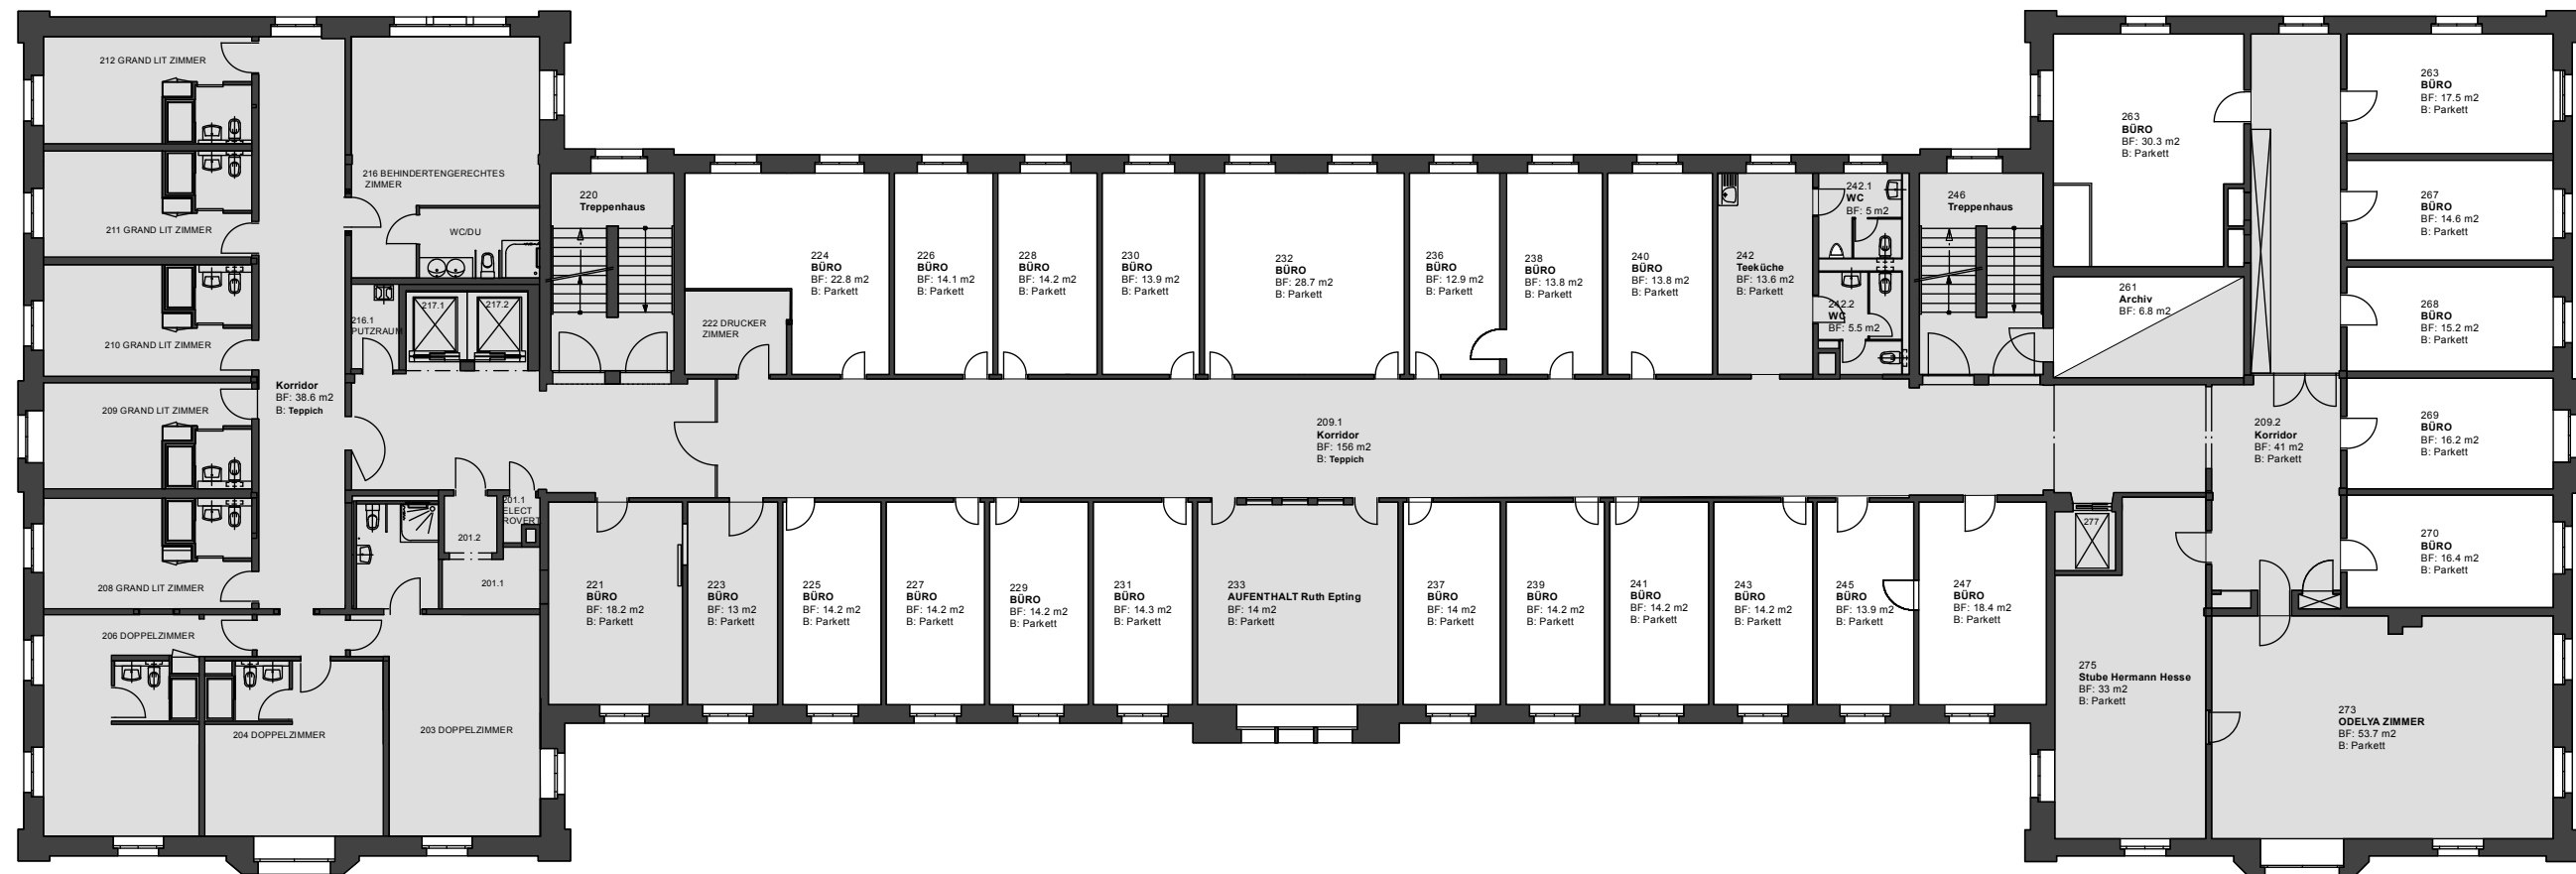 212 GRAND LIT ZIMMER
211 GRAND LIT ZIMMER
210 GRAND LIT ZIMMER
209 GRAND LIT ZIMMER
208 GRAND LIT ZIMMER
206 DOPPELZIMMER
204 DOPPELZIMMER
203 DOPPELZIMMER
Korridor
BF: 38.6 m2
B: Teppich
216 BEHINDERTENGERECHTES
ZIMMER
WC/DU
216.1
PUTZRAUM
217.1
217.2
201.1
ELECT
ROVERT
201.2
201.1
220
Treppenhaus
222 DRUCKER
ZIMMER
224
BÜRO
BF: 22.8 m2
B: Parkett
226
BÜRO
BF: 14.1 m2
B: Parkett
228
BÜRO
BF: 14.2 m2
B: Parkett
230
BÜRO
BF: 13.9 m2
B: Parkett
232
BÜRO
BF: 28.7 m2
B: Parkett
236
BÜRO
BF: 12.9 m2
B: Parkett
238
BÜRO
BF: 13.8 m2
B: Parkett
240
BÜRO
BF: 13.8 m2
B: Parkett
242
Teeküche
BF: 13.6 m2
B: Parkett
242.1
WC
BF: 5 m2
242.2
WC
BF: 5.5 m2
246
Treppenhaus
263
BÜRO
BF: 30.3 m2
B: Parkett
261
Archiv
BF: 6.8 m2
263
BÜRO
BF: 17.5 m2
B: Parkett
267
BÜRO
BF: 14.6 m2
B: Parkett
268
BÜRO
BF: 15.2 m2
B: Parkett
269
BÜRO
BF: 16.2 m2
B: Parkett
270
BÜRO
BF: 16.4 m2
B: Parkett
209.1
Korridor
BF: 156 m2
B: Teppich
209.2
Korridor
BF: 41 m2
B: Parkett
221
BÜRO
BF: 18.2 m2
B: Parkett
223
BÜRO
BF: 13 m2
B: Parkett
225
BÜRO
BF: 14.2 m2
B: Parkett
227
BÜRO
BF: 14.2 m2
B: Parkett
229
BÜRO
BF: 14.2 m2
B: Parkett
231
BÜRO
BF: 14.3 m2
B: Parkett
233
AUFENTHALT Ruth Epting
BF: 14 m2
B: Parkett
237
BÜRO
BF: 14 m2
B: Parkett
239
BÜRO
BF: 14.2 m2
B: Parkett
241
BÜRO
BF: 14.2 m2
B: Parkett
243
BÜRO
BF: 14.2 m2
B: Parkett
245
BÜRO
BF: 13.9 m2
B: Parkett
247
BÜRO
BF: 18.4 m2
B: Parkett
277
275
Stube Hermann Hesse
BF: 33 m2
B: Parkett
273
ODELYA ZIMMER
BF: 53.7 m2
B: Parkett